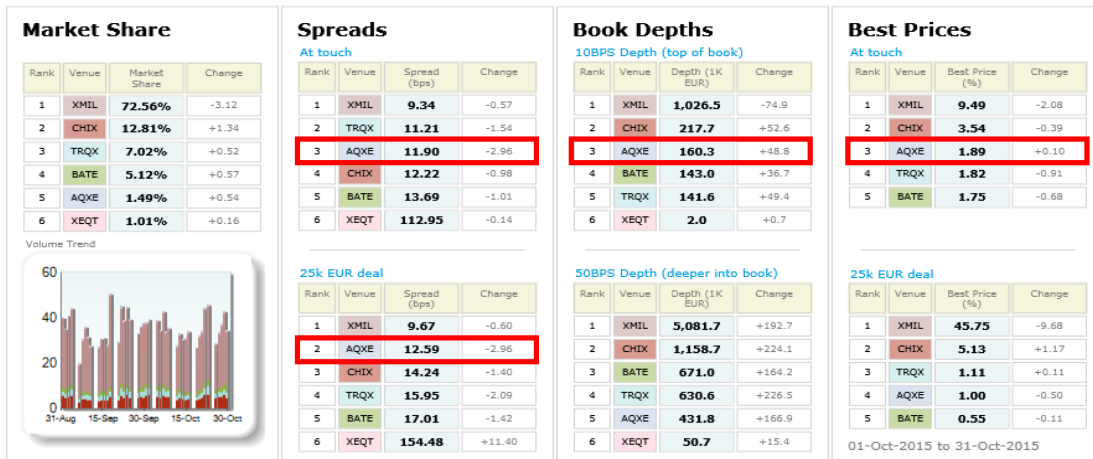 Market Share
Rank Venue Market Share Change
1 XMIL 72.56% -3.12
2 CHIX 12.81% +1.34
3 TRQX 7.02% +0.52
4 BATE 5.12% +0.57
5 AQXE 1.49% +0.54
6 XEQT 1.01% +0.16
Volume Trend
60
40
20
0
31-Aug 15-Sep 30-Sep 15-Oct 30-Oct
Spreads
At touch
Rank Venue Spread (bps) Change
1 XMIL 9.34 -0.57
2 TRQX 11.21 -1.54
3 AQXE 11.90 -2.96
4 CHIX 12.22 -0.98
5 BATE 13.69 -1.01
6 XEQT 112.95 -0.14
25k EUR deal
Rank Venue Spread (bps) Change
1 XMIL 9.67 -0.60
2 AQXE 12.59 -2.96
3 CHIX 14.24 -1.40
4 TRQX 15.95 -2.09
5 BATE 17.01 -1.42
6 XEQT 154.48 +11.40
Book Depths
10BPS Depth (top of book)
Rank Venue Depth (1K EUR) Change
1 XMIL 1,026.5 -74.9
2 CHIX 217.7 +52.6
3 AQXE 160.3 +48.8
4 BATE 143.0 +36.7
5 TRQX 141.6 +49.4
6 XEQT 2.0 +0.7
50BPS Depth (deeper into book)
Rank Venue Depth (1K EUR) Change
1 XMIL 5,081.7 +192.7
2 CHIX 1,158.7 +224.1
3 BATE 671.0 +164.2
4 TRQX 630.6 +226.5
5 AQXE 431.8 +166.9
6 XEQT 50.7 +15.4
Best Prices
At touch
Rank Venue Best Price (%) Change
1 XMIL 9.49 -2.08
2 CHIX 3.54 -0.39
3 AQXE 1.89 +0.10
4 TRQX 1.82 -0.91
5 BATE 1.75 -0.68
25k EUR deal
Rank Venue Best Price (%) Change
1 XMIL 45.75 -9.68
2 CHIX 5.13 +1.17
3 TRQX 1.11 +0.11
4 AQXE 1.00 -0.50
5 BATE 0.55 -0.11
01-Oct-2015 to 31-Oct-2015